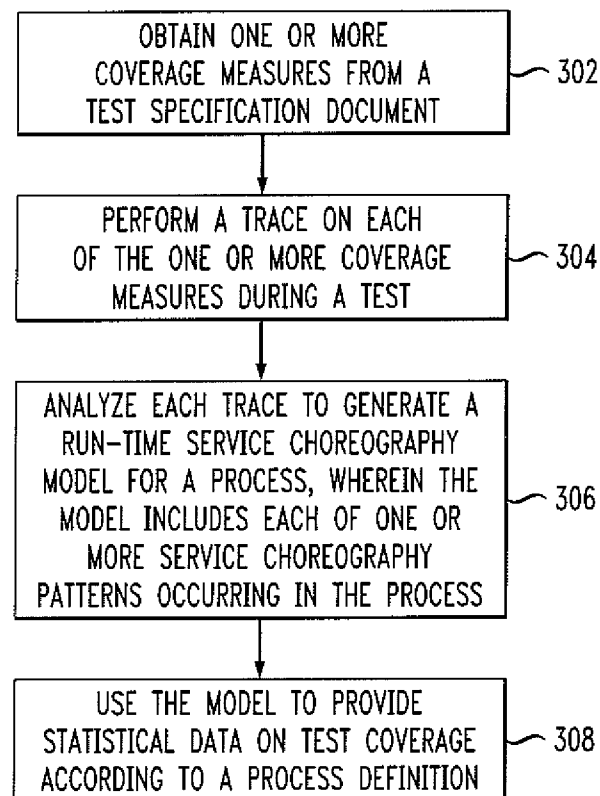 OBTAIN ONE OR MORE
COVERAGE MEASURES FROM A
TEST SPECIFICATION DOCUMENT
302
PERFORM A TRACE ON EACH
OF THE ONE OR MORE COVERAGE
MEASURES DURING A TEST
304
ANALYZE EACH TRACE TO GENERATE A
RUN-TIME SERVICE CHOREOGRAPHY
MODEL FOR A PROCESS, WHEREIN THE
MODEL INCLUDES EACH OF ONE OR
MORE SERVICE CHOREOGRAPHY
PATTERNS OCCURRING IN THE PROCESS
306
USE THE MODEL TO PROVIDE
STATISTICAL DATA ON TEST COVERAGE
ACCORDING TO A PROCESS DEFINITION
308